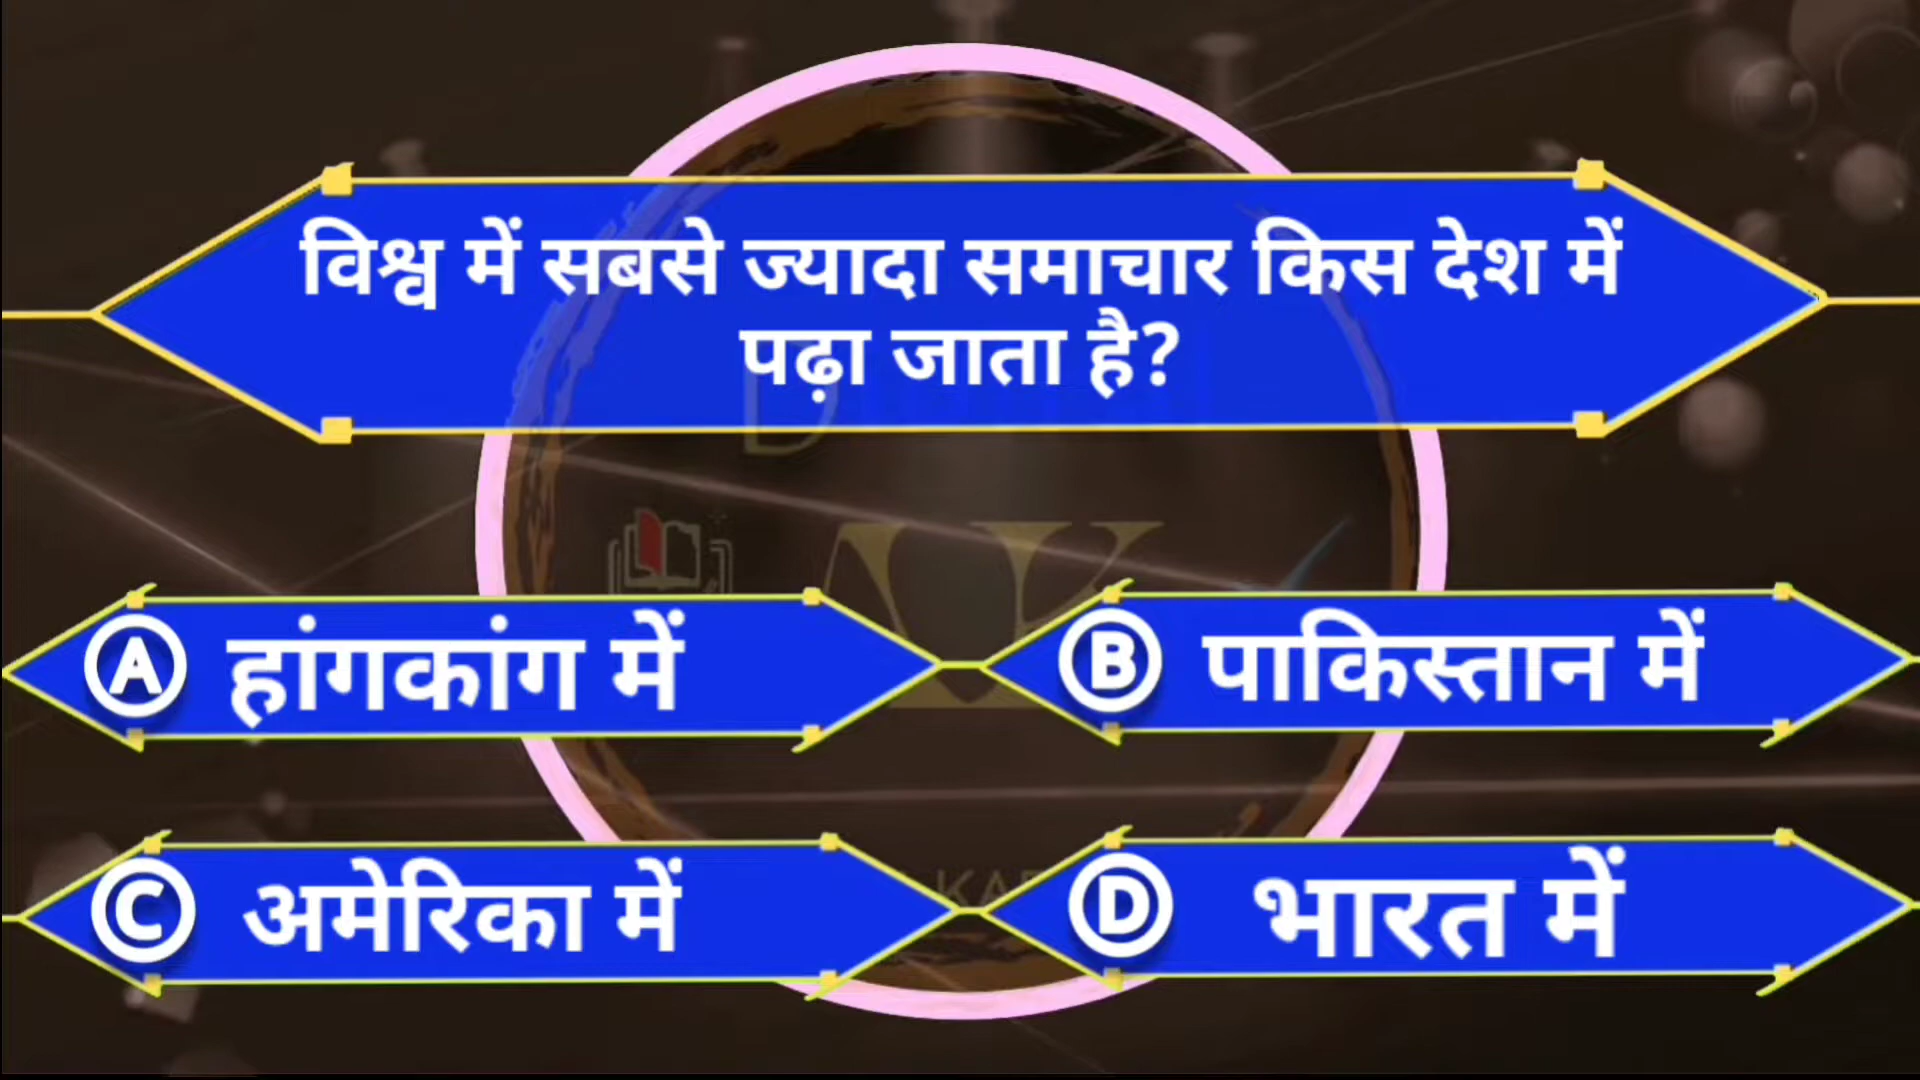 विश्व में सबसे ज्यादा समाचार किस देश में
पढ़ा जाता है?
A हांगकांग में
B पाकिस्तान में
C अमेरिका में
D भारत में